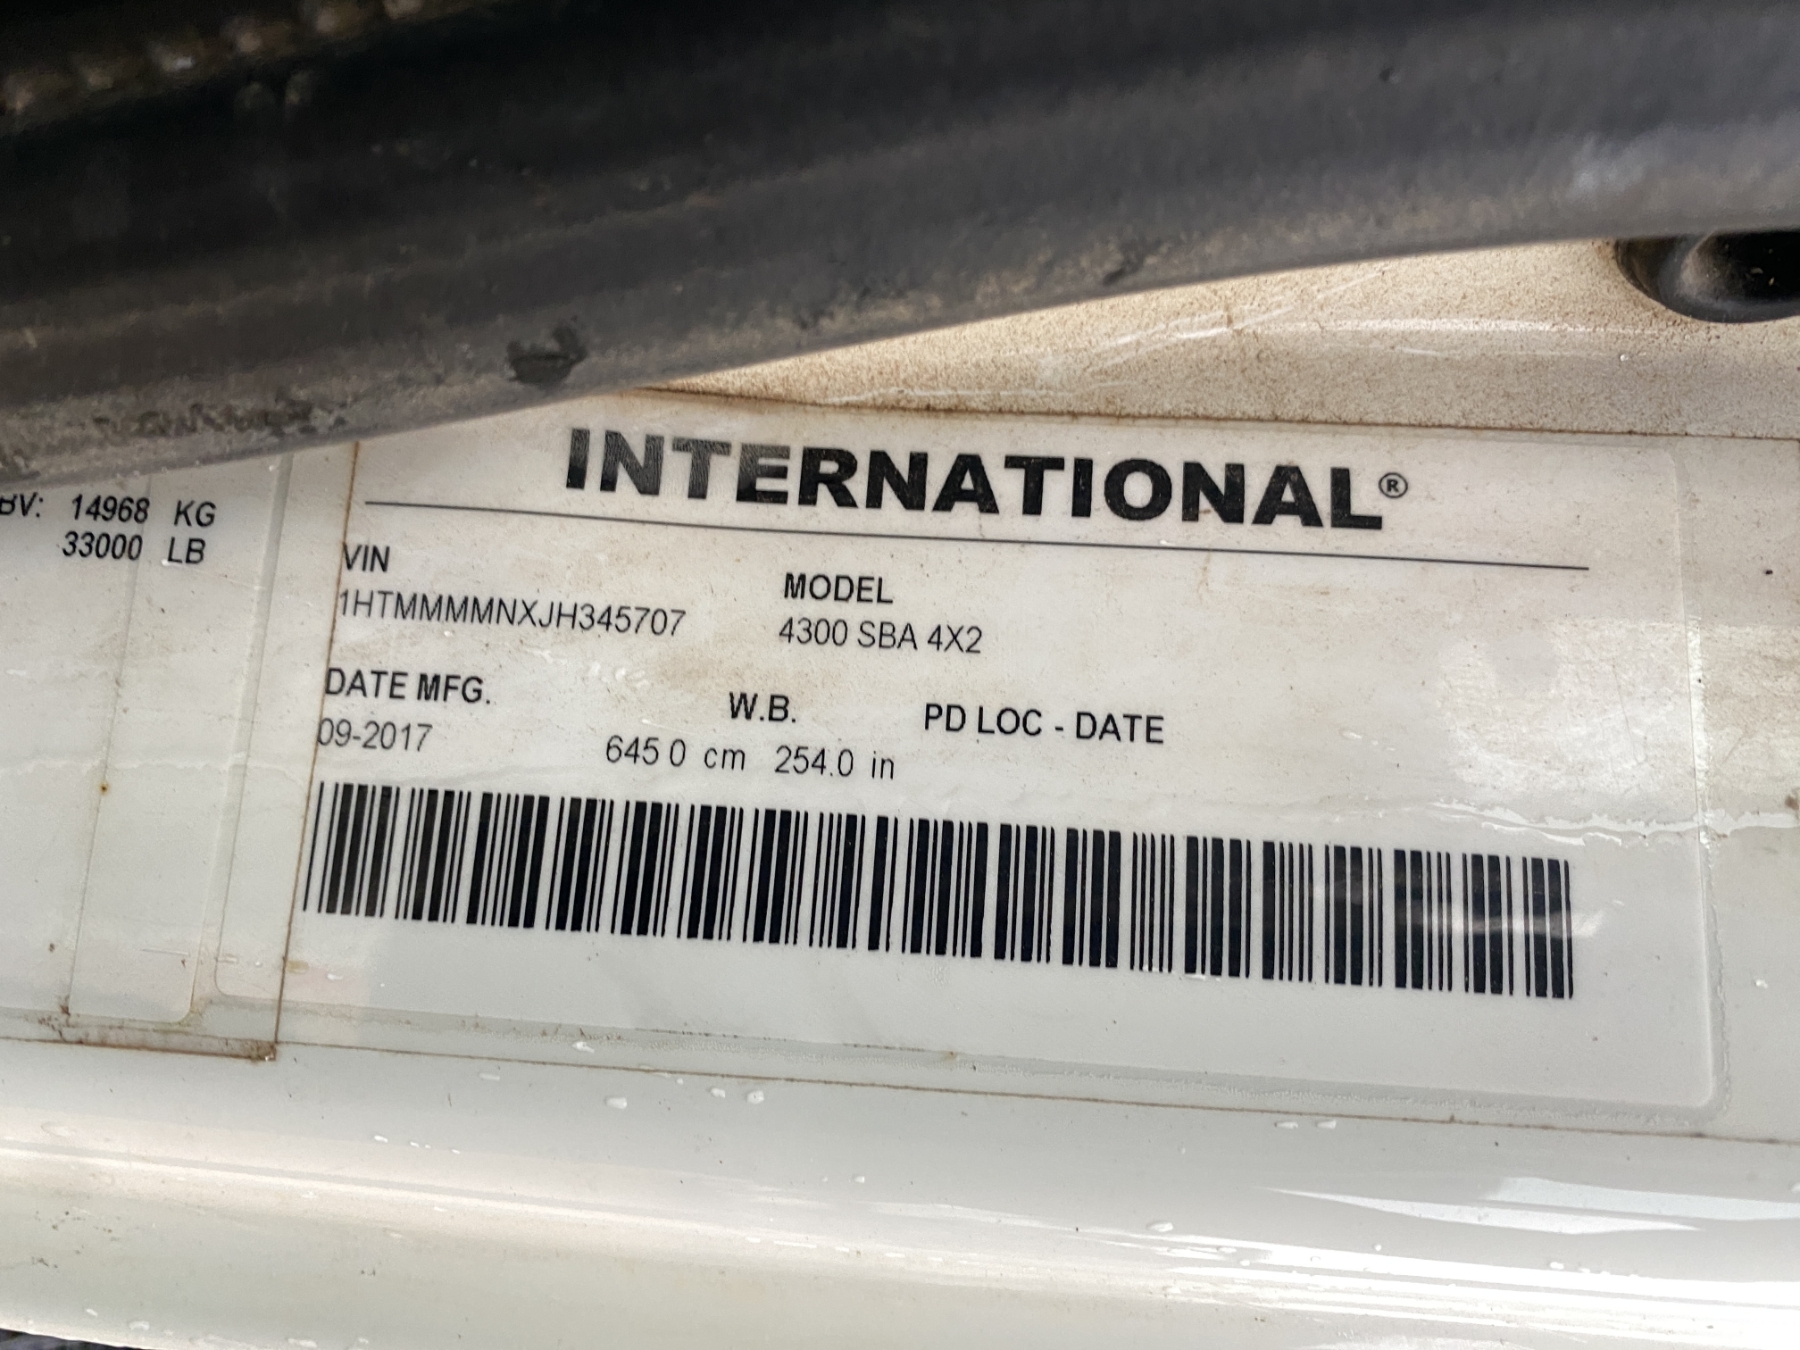 INTERNATIONAL®
BV: 14968 KG
33000 LB
VIN
1HTMMMMNXJH345707
MODEL
4300 SBA 4X2
DATE MFG.
09-2017
W.B.
645 0 cm 254.0 in
PD LOC - DATE